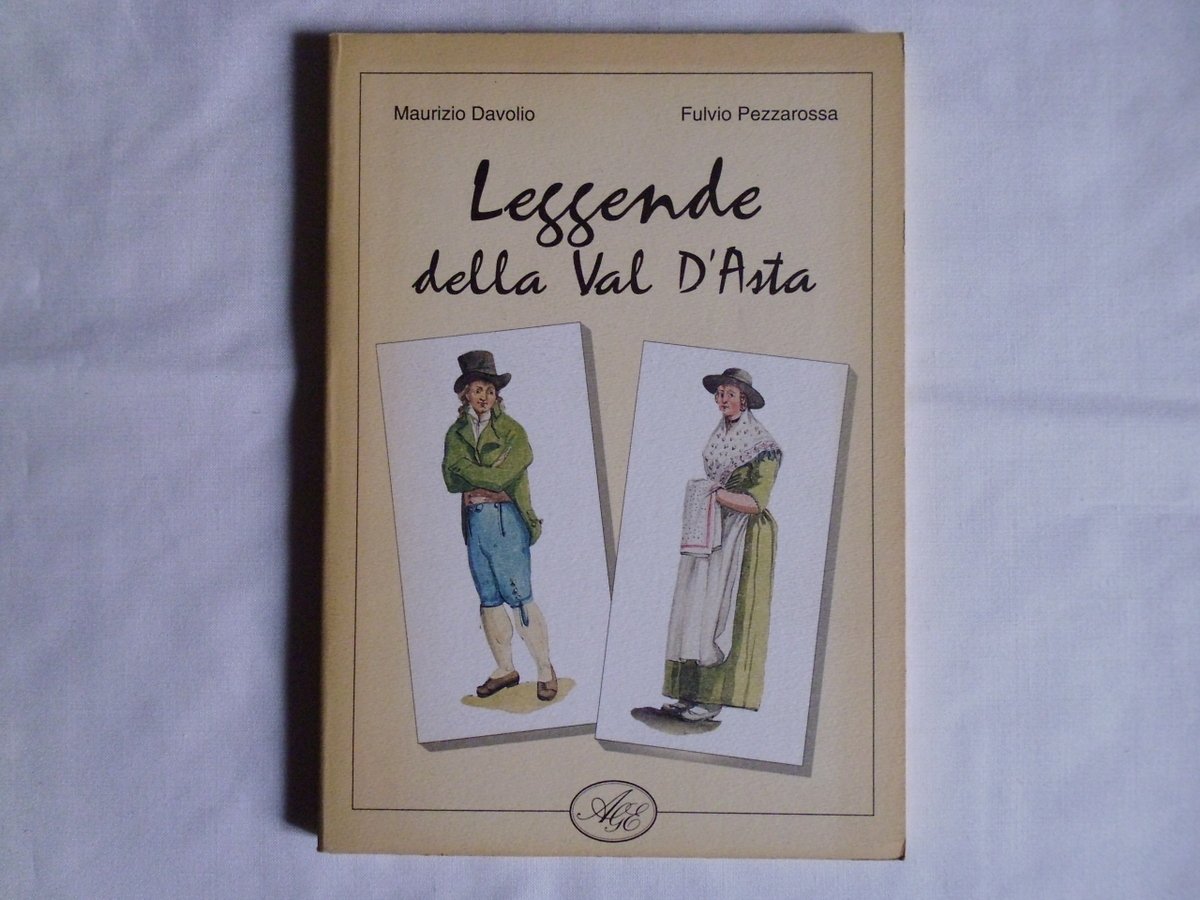 Maurizio Davolio Fulvio Pezzarossa
Leggende
della Val D'Asta
AGE